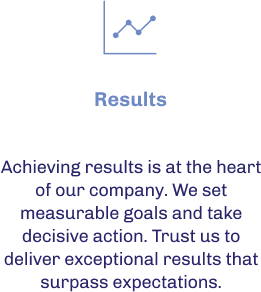 Results
Achieving results is at the heart
of our company. We set
measurable goals and take
decisive action. Trust us to
deliver exceptional results that
surpass expectations.